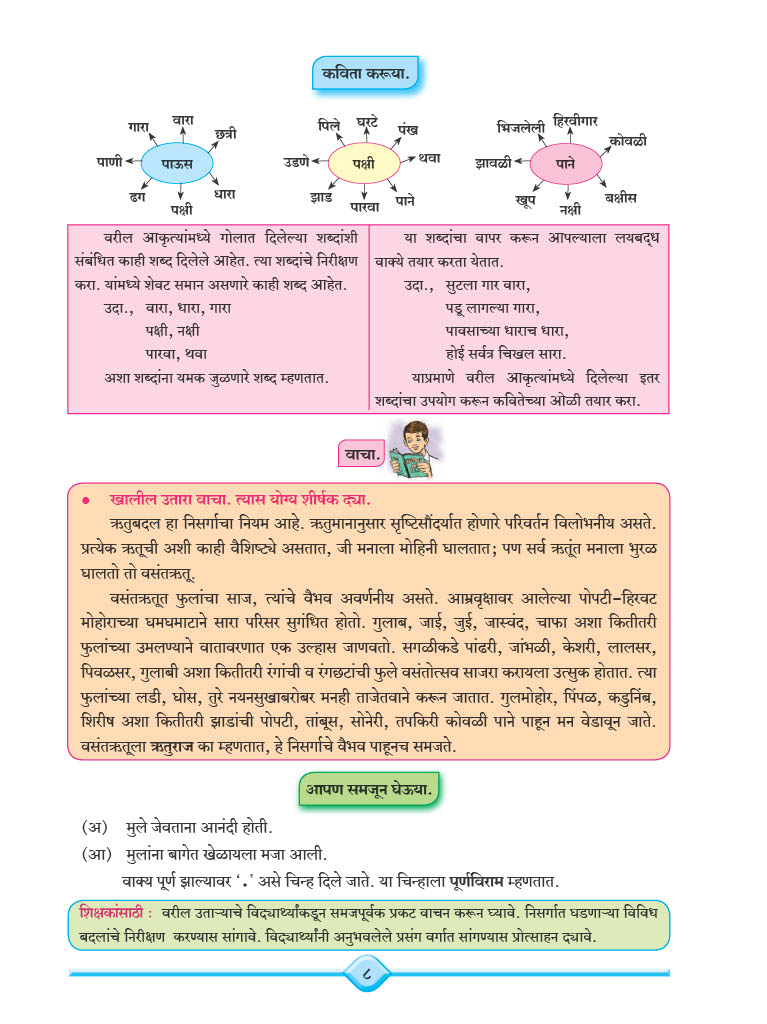 कविता करूया.
वारा
गारा
छत्री
पाणी
पाऊस
ढग
धारा
पक्षी
पिले
घरटे
पंख
उडणे
पक्षी
थवा
झाड
पारवा
पाने
भिजलेली
हिरवीगार
कोवळी
झावळी
पाने
खूप
नक्षी
बक्षीस
वरील आकृत्यांमध्ये गोलात दिलेल्या शब्दांशी
संबंधित काही शब्द दिलेले आहेत. त्या शब्दांचे निरीक्षण
करा. यांमध्ये शेवट समान असणारे काही शब्द आहेत.
उदा., वारा, धारा, गारा
पक्षी, नक्षी
पारवा, थवा
अशा शब्दांना यमक जुळणारे शब्द म्हणतात.
या शब्दांचा वापर करून आपल्याला लयबद्ध
वाक्ये तयार करता येतात.
उदा., सुटला गार वारा,
पडू लागल्या गारा,
पावसाच्या धाराच धारा,
होई सर्वत्र चिखल सारा.
याप्रमाणे वरील आकृत्यांमध्ये दिलेल्या इतर
शब्दांचा उपयोग करून कवितेच्या ओळी तयार करा.
वाचा.
● खालील उतारा वाचा. त्यास योग्य शीर्षक द्या.
ऋतुबदल हा निसर्गाचा नियम आहे. ऋतुमानानुसार सृष्टिसौंदर्यात होणारे परिवर्तन विलोभनीय असते.
प्रत्येक ऋतूची अशी काही वैशिष्ट्ये असतात, जी मनाला मोहिनी घालतात; पण सर्व ऋतूंत मनाला भुरळ
घालतो तो वसंतऋतू.
वसंतऋतूत फुलांचा साज, त्यांचे वैभव अवर्णनीय असते. आम्रवृक्षावर आलेल्या पोपटी-हिरवट
मोहोराच्या घमघमाटाने सारा परिसर सुगंधित होतो. गुलाब, जाई, जुई, जास्वंद, चाफा अशा कितीतरी
फुलांच्या उमलण्याने वातावरणात एक उल्हास जाणवतो. सगळीकडे पांढरी, जांभळी, केशरी, लालसर,
पिवळसर, गुलाबी अशा कितीतरी रंगांची व रंगछटांची फुले वसंतोत्सव साजरा करायला उत्सुक होतात. त्या
फुलांच्या लडी, घोस, तुरे नयनसुखाबरोबर मनही ताजेतवाने करून जातात. गुलमोहोर, पिंपळ, कडुनिंब,
शिरीष अशा कितीतरी झाडांची पोपटी, तांबूस, सोनेरी, तपकिरी कोवळी पाने पाहून मन वेडावून जाते.
वसंतऋतूला ऋतुराज का म्हणतात, हे निसर्गाचे वैभव पाहूनच समजते.
आपण समजून घेऊया.
(अ) मुले जेवताना आनंदी होती.
(आ) मुलांना बागेत खेळायला मजा आली.
वाक्य पूर्ण झाल्यावर ‘.’ असे चिन्ह दिले जाते. या चिन्हाला पूर्णविराम म्हणतात.
शिक्षकांसाठी : वरील उताऱ्याचे विद्यार्थ्यांकडून समजपूर्वक प्रकट वाचन करून घ्यावे. निसर्गात घडणाऱ्या विविध
बदलांचे निरीक्षण करण्यास सांगावे. विद्यार्थ्यांनी अनुभवलेले प्रसंग वर्गात सांगण्यास प्रोत्साहन द्यावे.
८